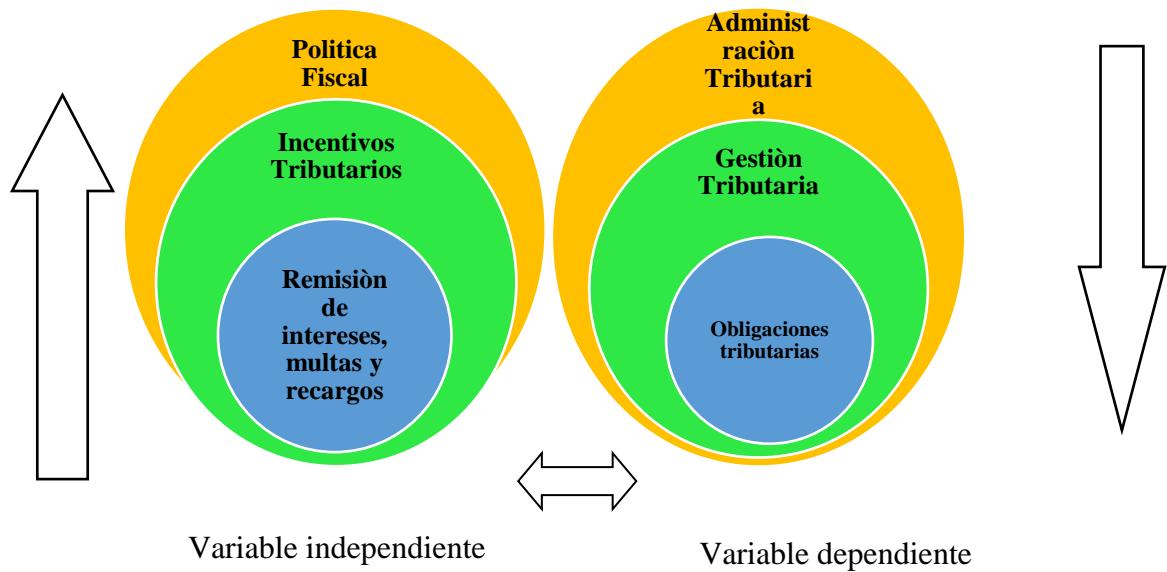 Politica
Fiscal
Incentivos
Tributarios
Remisiòn
de
intereses,
multas y
recargos
Administ
raciòn
Tributari
a
Gestiòn
Tributaria
Obligaciones
tributarias
Variable independiente
Variable dependiente